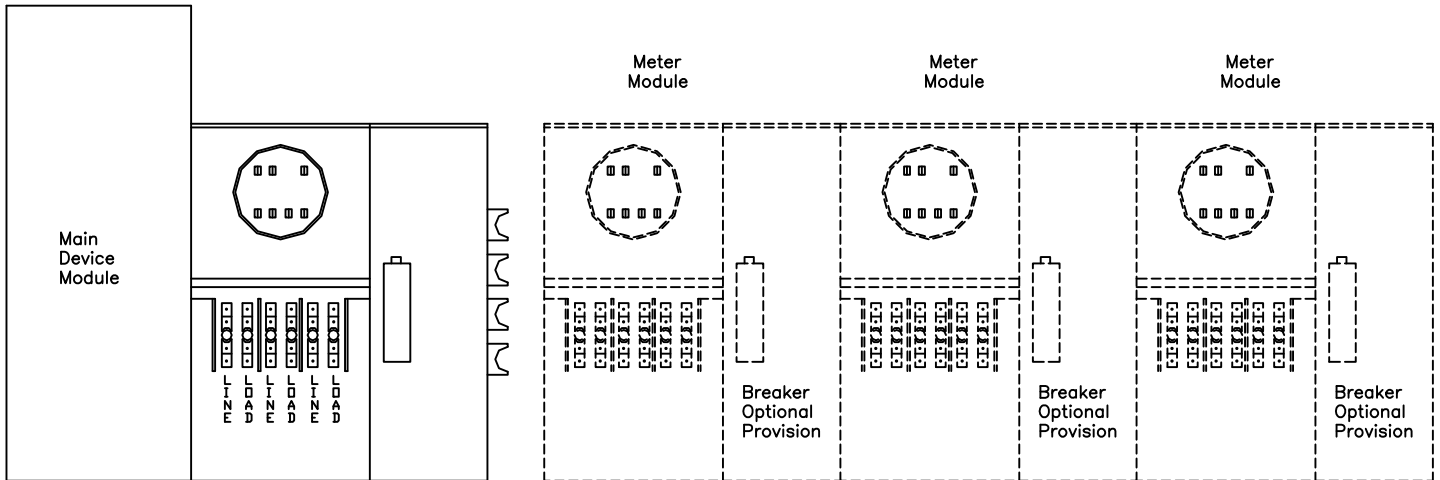 Meter
Module
Meter
Module
Meter
Module
Main
Device
Module
LINE
LOAD
LINE
LOAD
LINE
LOAD
Breaker
Optional
Provision
Breaker
Optional
Provision
Breaker
Optional
Provision